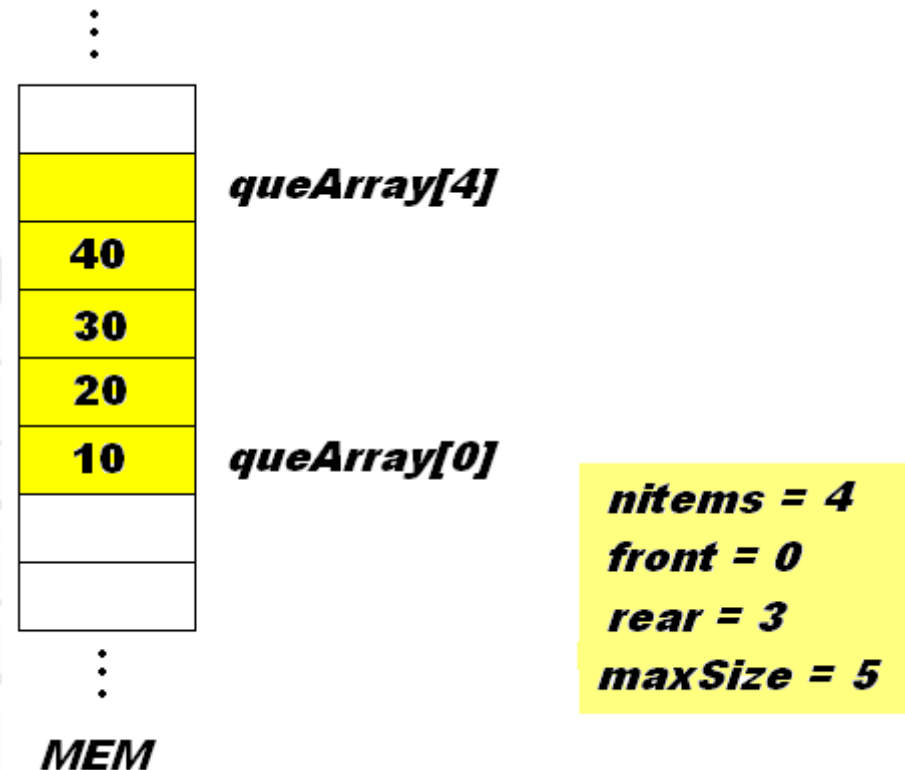 queArray[4]
40
30
20
10 queArray[0]
nitems = 4
front = 0
rear = 3
maxSize = 5
MEM